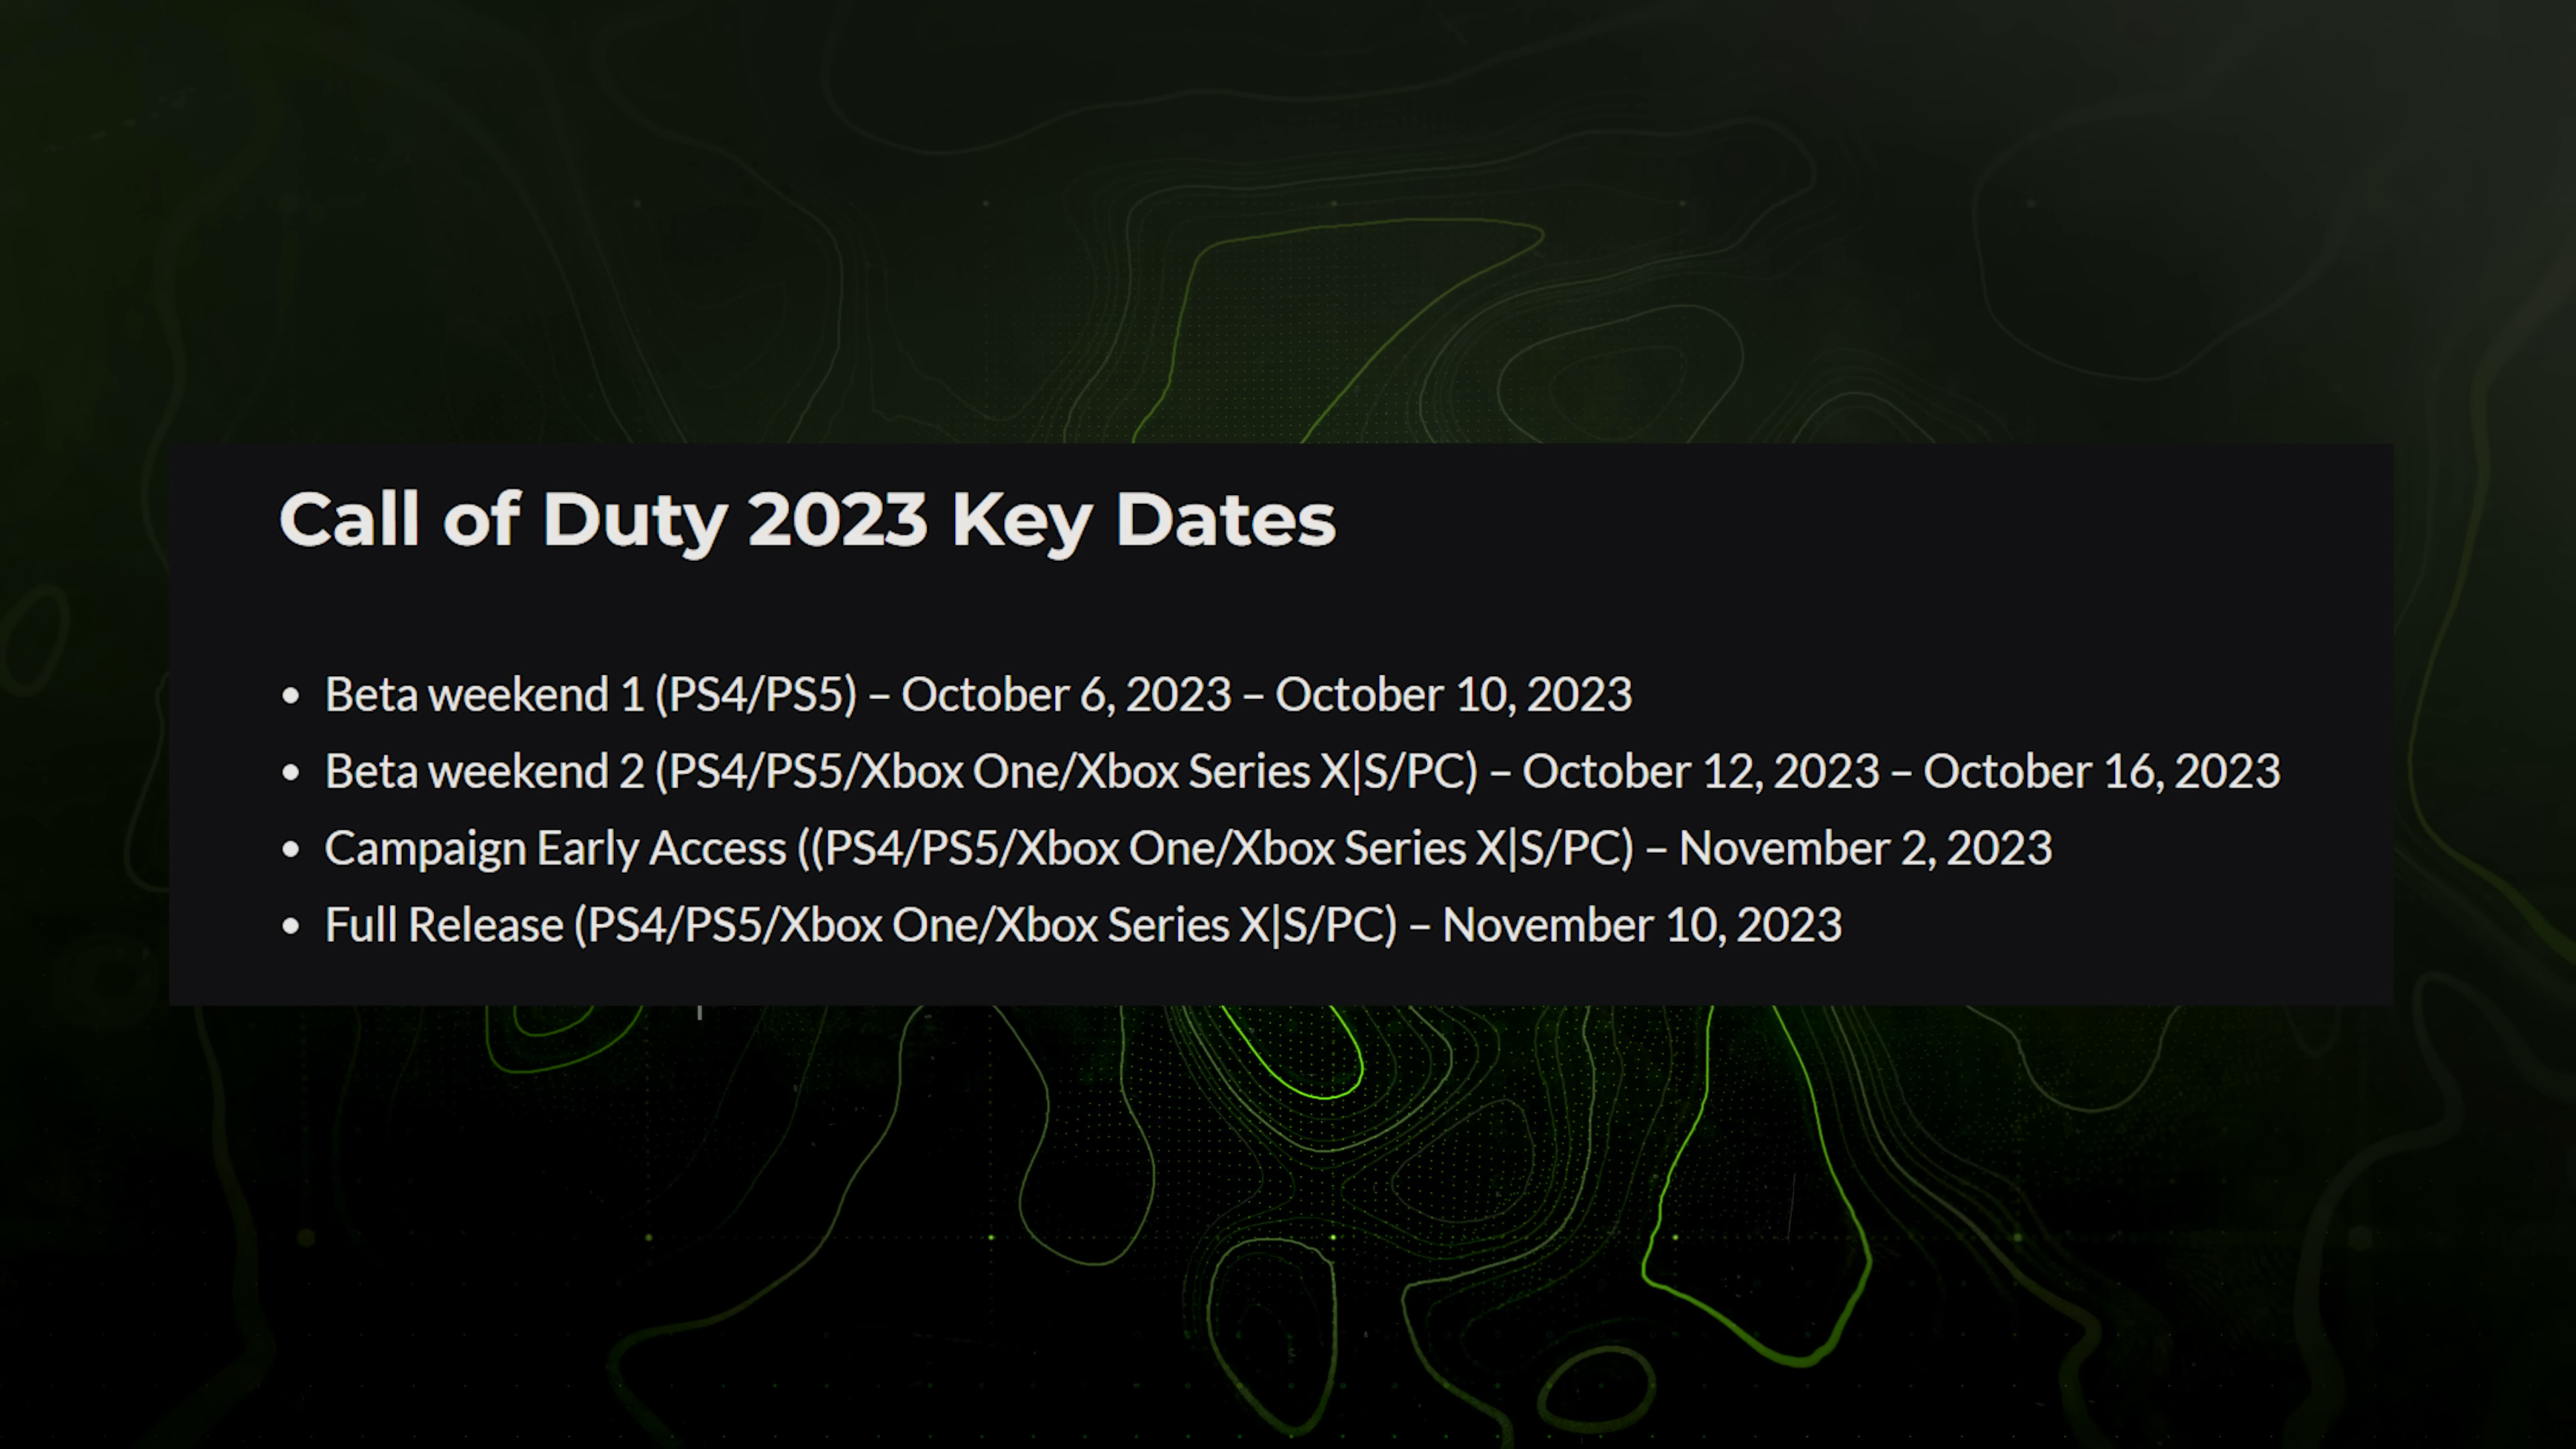 Call of Duty 2023 Key Dates
• Beta weekend 1 (PS4/PS5) – October 6, 2023 – October 10, 2023
• Beta weekend 2 (PS4/PS5/Xbox One/Xbox Series X|S/PC) – October 12, 2023 – October 16, 2023
• Campaign Early Access ((PS4/PS5/Xbox One/Xbox Series X|S/PC) – November 2, 2023
• Full Release (PS4/PS5/Xbox One/Xbox Series X|S/PC) – November 10, 2023